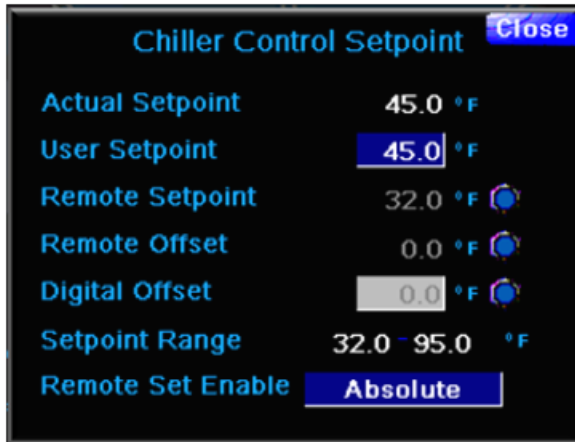 Chiller Control Setpoint Close
Actual Setpoint 45.0 °F
User Setpoint 45.0 °F
Remote Setpoint 32.0 °F
Remote Offset 0.0 °F
Digital Offset 0.0 °F
Setpoint Range 32.0 - 95.0 °F
Remote Set Enable Absolute